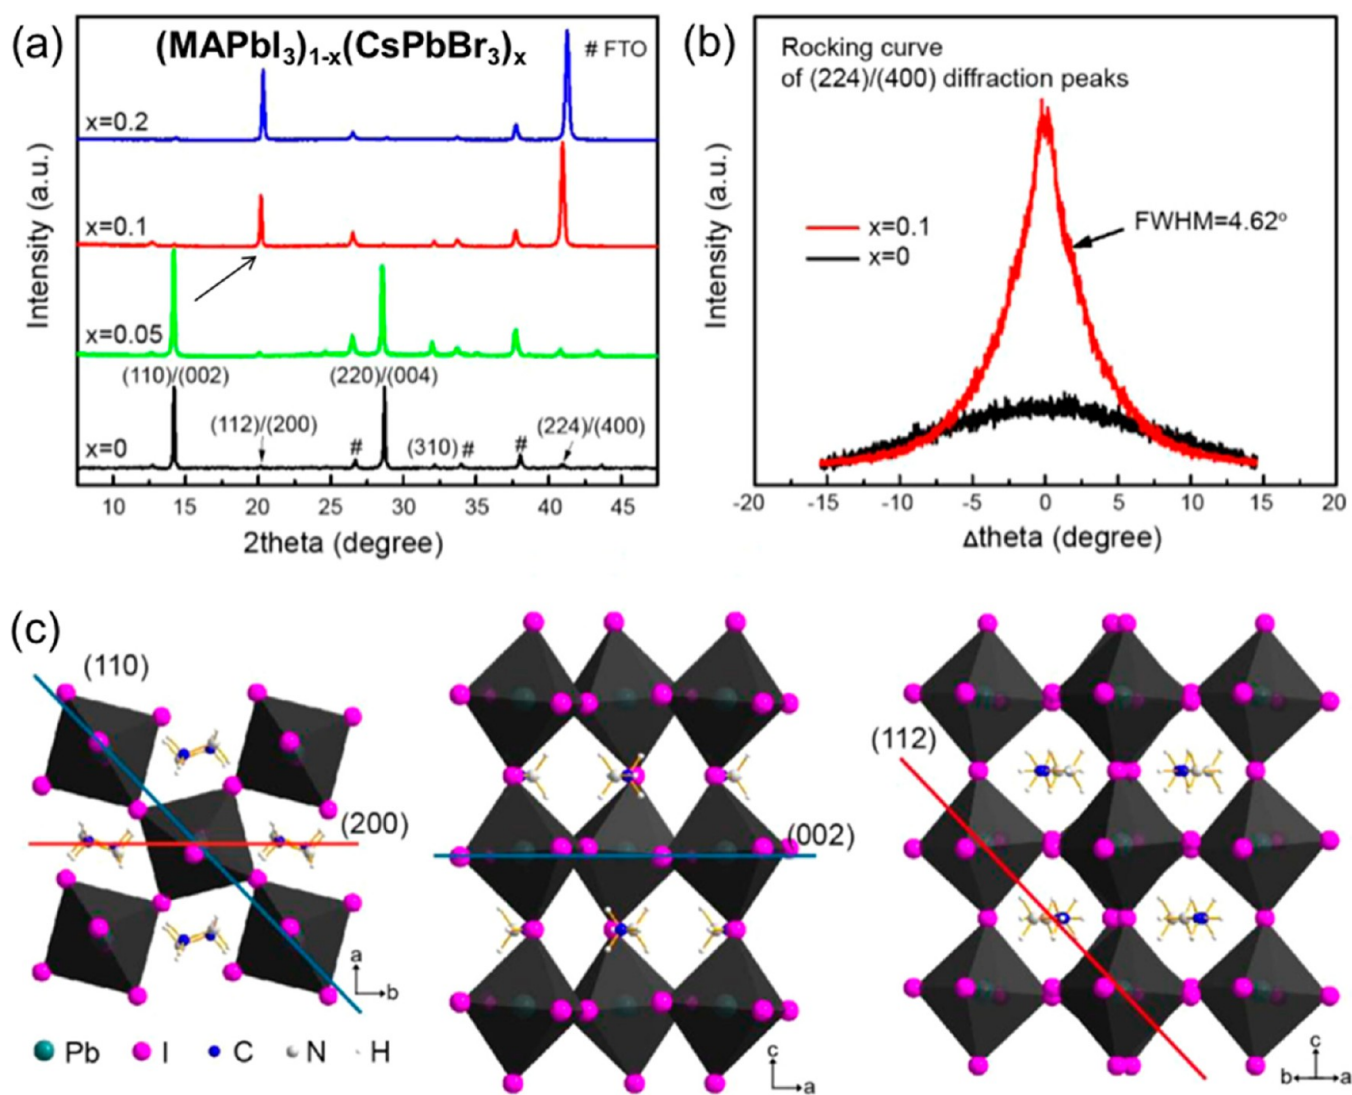 (a)
(MAPbI3)1-x(CsPbBr3)x
# FTO
x=0.2
x=0.1
x=0.05
(110)/(002)
(220)/(004)
(112)/(200)
(224)/(400)
x=0
#
(310)
#
#
10 15 20 25 30 35 40 45
2theta (degree)
Intensity (a.u.)
(b)
Rocking curve
of (224)/(400) diffraction peaks
x=0.1
x=0
FWHM=4.62°
-20 -15 -10 -5 0 5 10 15 20
Δtheta (degree)
Intensity (a.u.)
(c)
(110)
(200)
a
b
(002)
c
a
(112)
c
b
a
Pb I C N H